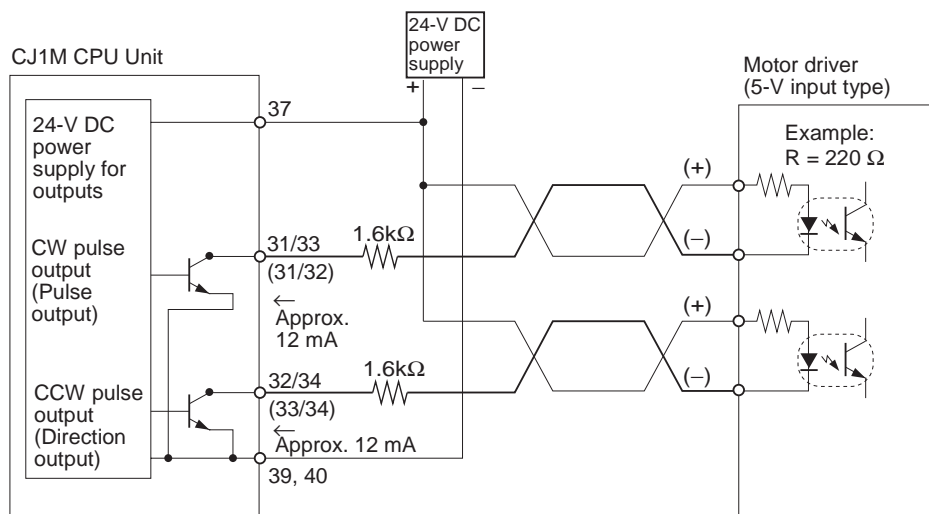 24-V DC
power
supply
+
–
CJ1M CPU Unit
Motor driver
(5-V input type)
24-V DC
power
supply for
outputs
37
Example:
R = 220 Ω
(+)
(–)
CW pulse
output
(Pulse
output)
31/33
(31/32)
1.6kΩ
←
Approx.
12 mA
(+)
(–)
CCW pulse
output
(Direction
output)
32/34
(33/34)
1.6kΩ
←
Approx. 12 mA
39, 40